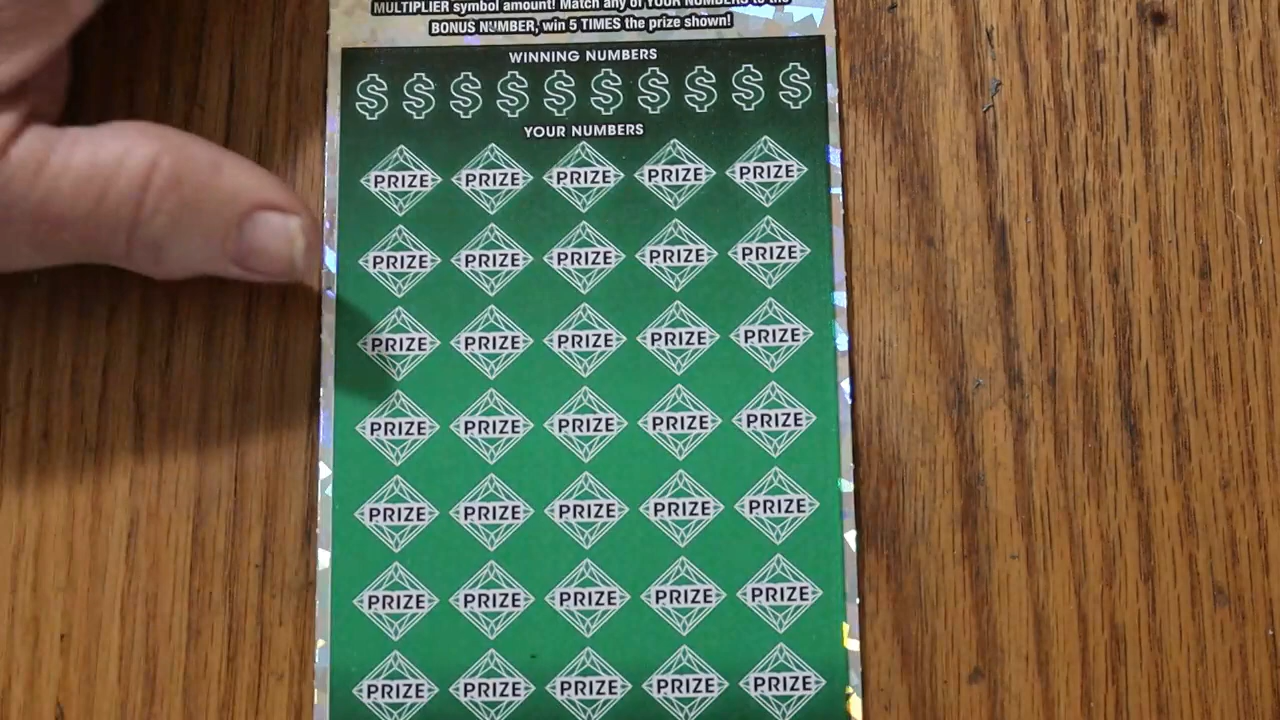 MULTIPLIER symbol amount! Match any of YOUR NUMBERS to the
BONUS NUMBER, win 5 TIMES the prize shown!
WINNING NUMBERS
$ $ $ $ $ $ $ $ $ $
YOUR NUMBERS
PRIZE PRIZE PRIZE PRIZE PRIZE
PRIZE PRIZE PRIZE PRIZE PRIZE
PRIZE PRIZE PRIZE PRIZE PRIZE
PRIZE PRIZE PRIZE PRIZE PRIZE
PRIZE PRIZE PRIZE PRIZE PRIZE
PRIZE PRIZE PRIZE PRIZE PRIZE
PRIZE PRIZE PRIZE PRIZE PRIZE